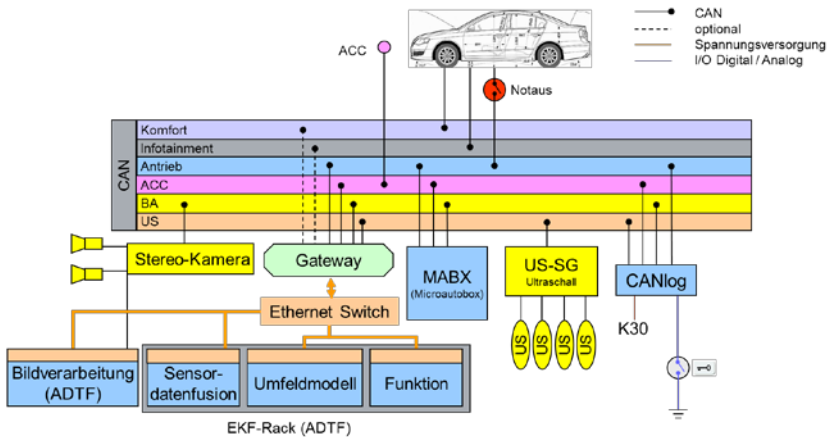 CAN
optional
Spannungsversorgung
I/O Digital / Analog
ACC
Notaus
CAN
Komfort
Infotainment
Antrieb
ACC
BA
US
Stereo-Kamera
Gateway
MABX
(Microautobox)
US-SG
Ultraschall
CANlog
Ethernet Switch
US
US
US
US
K30
Bildverarbeitung
(ADTF)
Sensor-
datenfusion
Umfeldmodell
Funktion
EKF-Rack (ADTF)